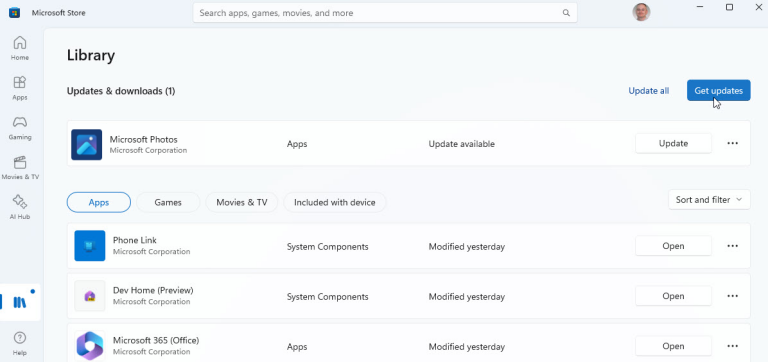 Microsoft Store
Search apps, games, movies, and more
Home
Apps
Gaming
Movies & TV
AI Hub
Help
Library
Updates & downloads (1)
Update all
Get updates
Microsoft Photos
Microsoft Corporation
Apps
Update available
Update
Apps
Games
Movies & TV
Included with device
Sort and filter
Phone Link
Microsoft Corporation
System Components
Modified yesterday
Open
Dev Home (Preview)
Microsoft Corporation
System Components
Modified yesterday
Open
Microsoft 365 (Office)
Microsoft Corporation
Apps
Modified yesterday
Open